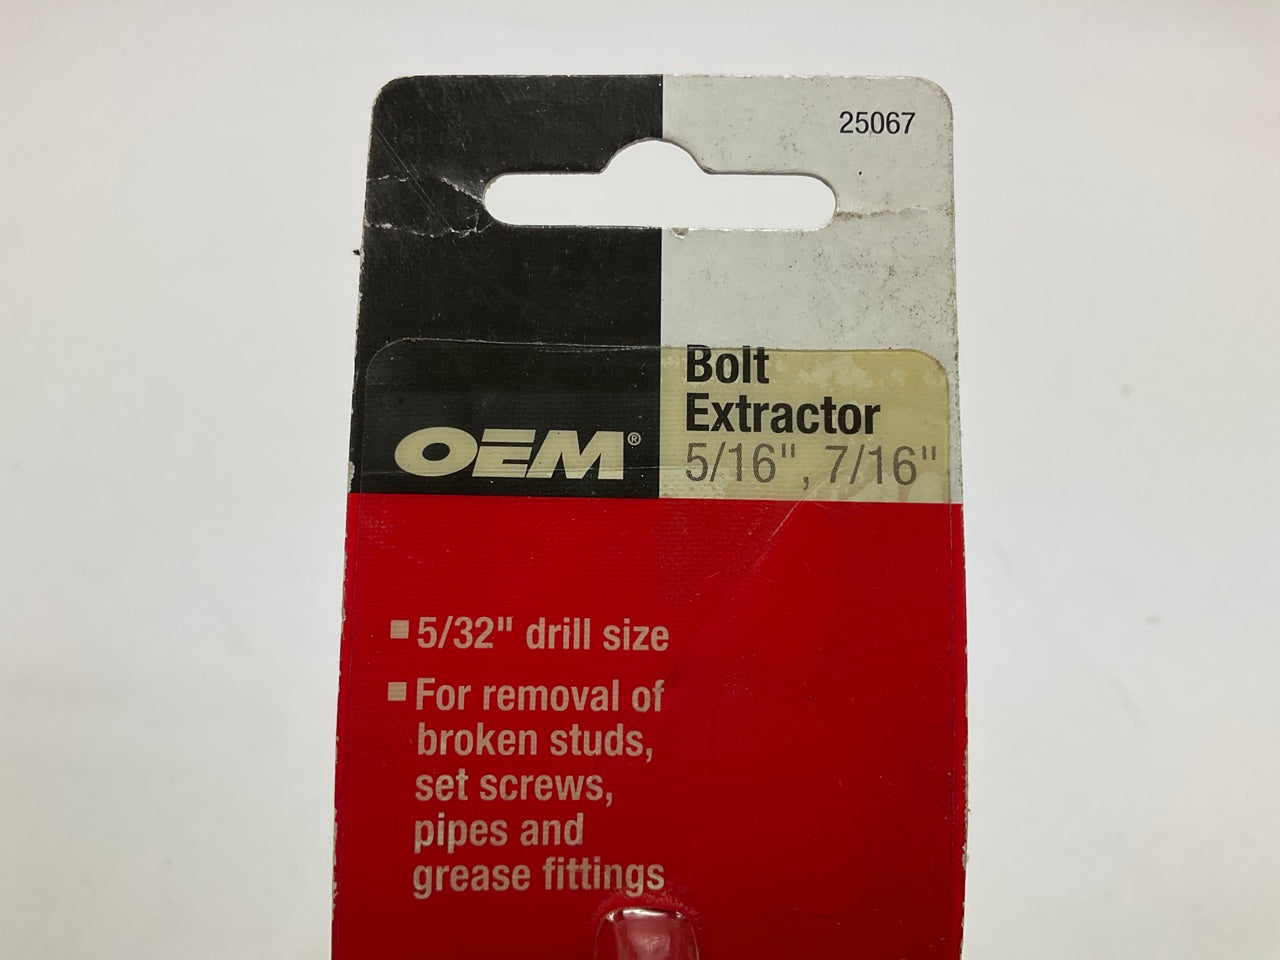 25067
OEM®
Bolt
Extractor
5/16", 7/16"
▪ 5/32" drill size
▪ For removal of
broken studs,
set screws,
pipes and
grease fittings